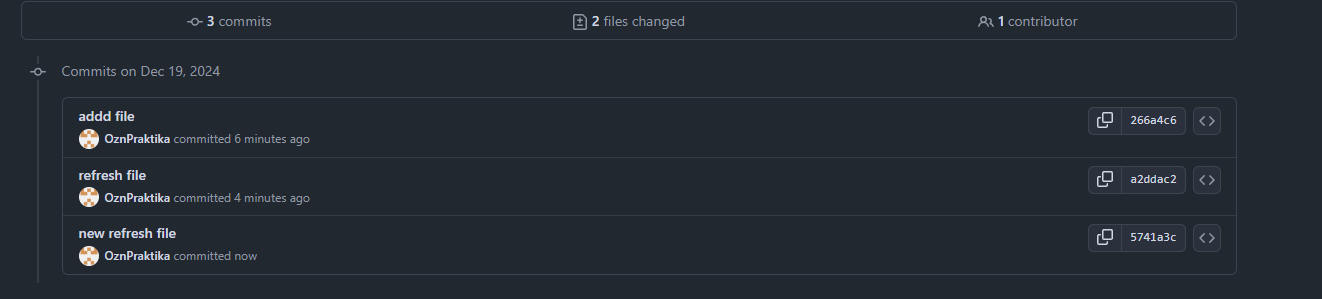 3 commits
2 files changed
1 contributor
Commits on Dec 19, 2024
addd file
266a4c6
OznPraktika committed 6 minutes ago
refresh file
a2ddac2
OznPraktika committed 4 minutes ago
new refresh file
5741a3c
OznPraktika committed now